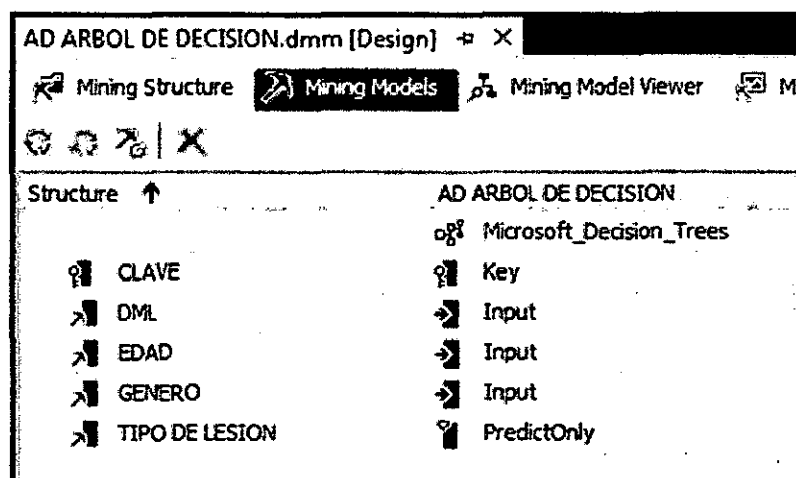 AD ARBOL DE DECISION.dmm [Design]
Mining Structure Mining Models Mining Model Viewer M
Structure AD ARBOL DE DECISION
Microsoft_Decision_Trees
CLAVE Key
DML Input
EDAD Input
GENERO Input
TIPO DE LESION PredictOnly